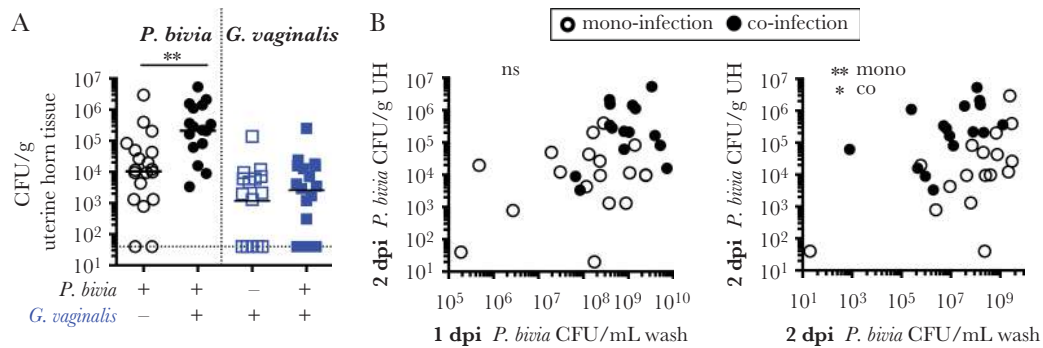 A
P. bivia G. vaginalis
**
CFU/g
uterine horn tissue
10^7
10^6
10^5
10^4
10^3
10^2
10^1
P. bivia + + – +
G. vaginalis – + + +
B
mono-infection co-infection
ns
2 dpi P. bivia CFU/g UH
10^7
10^6
10^5
10^4
10^3
10^2
10^1
10^5 10^6 10^7 10^8 10^9 10^10
1 dpi P. bivia CFU/mL wash
** mono
* co
2 dpi P. bivia CFU/g UH
10^7
10^6
10^5
10^4
10^3
10^2
10^1
10^1 10^3 10^5 10^7 10^9
2 dpi P. bivia CFU/mL wash